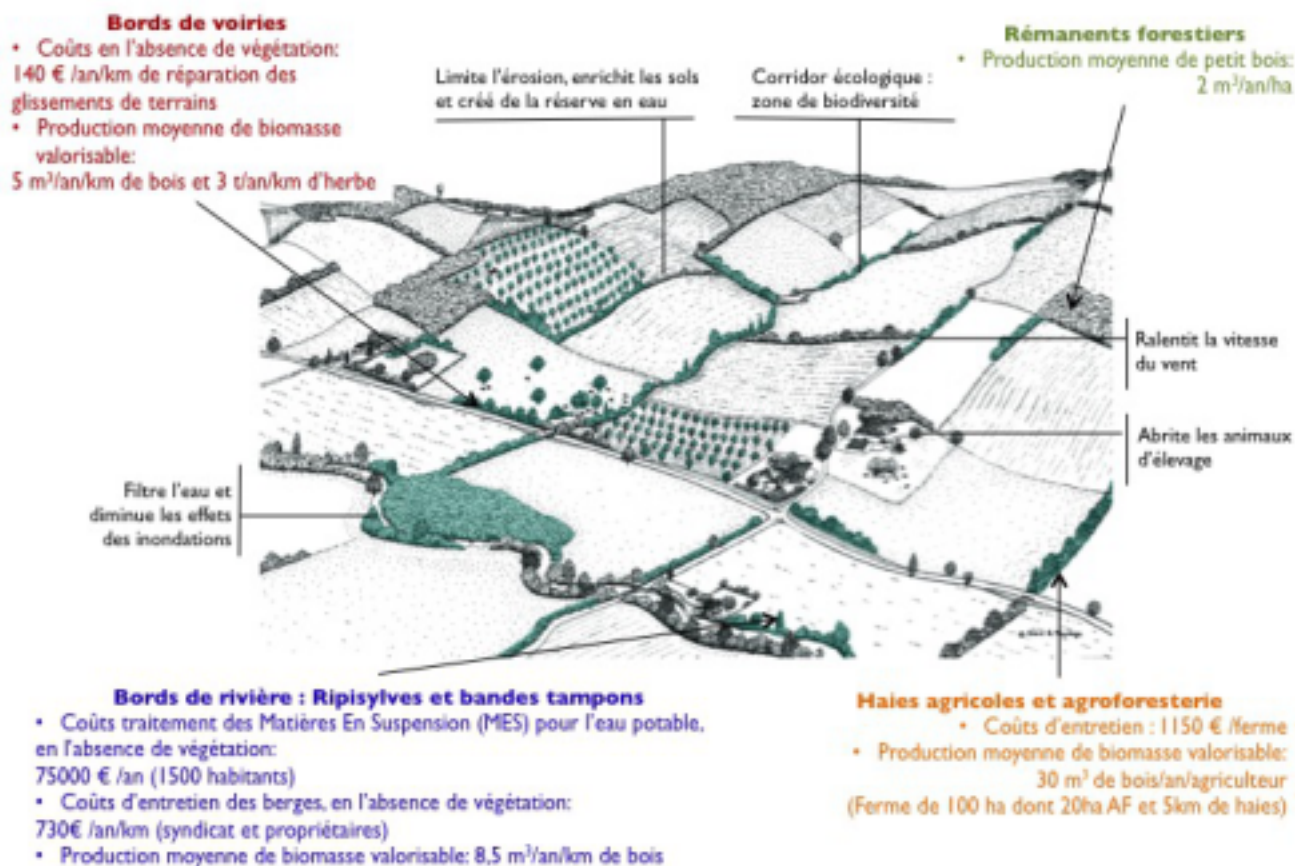 Bords de voiries
• Coûts en l'absence de végétation:
140 € /an/km de réparation des
glissements de terrains
• Production moyenne de biomasse
valorisable:
5 m³/an/km de bois et 3 t/an/km d'herbe
Limite l'érosion, enrichit les sols
et créé de la réserve en eau
Corridor écologique :
zone de biodiversité
Rémanents forestiers
• Production moyenne de petit bois:
2 m³/an/ha
Ralentit la vitesse
du vent
Abrite les animaux
d'élevage
Filtre l'eau et
diminue les effets
des inondations
Bords de rivière : Ripisylves et bandes tampons
• Coûts traitement des Matières En Suspension (MES) pour l'eau potable,
en l'absence de végétation:
75000 € /an (1500 habitants)
• Coûts d'entretien des berges, en l'absence de végétation:
730€ /an/km (syndicat et propriétaires)
• Production moyenne de biomasse valorisable: 8,5 m³/an/km de bois
Haies agricoles et agroforesterie
• Coûts d'entretien : 1150 € /ferme
• Production moyenne de biomasse valorisable:
30 m³ de bois/an/agriculteur
(Ferme de 100 ha dont 20ha AF et 5km de haies)